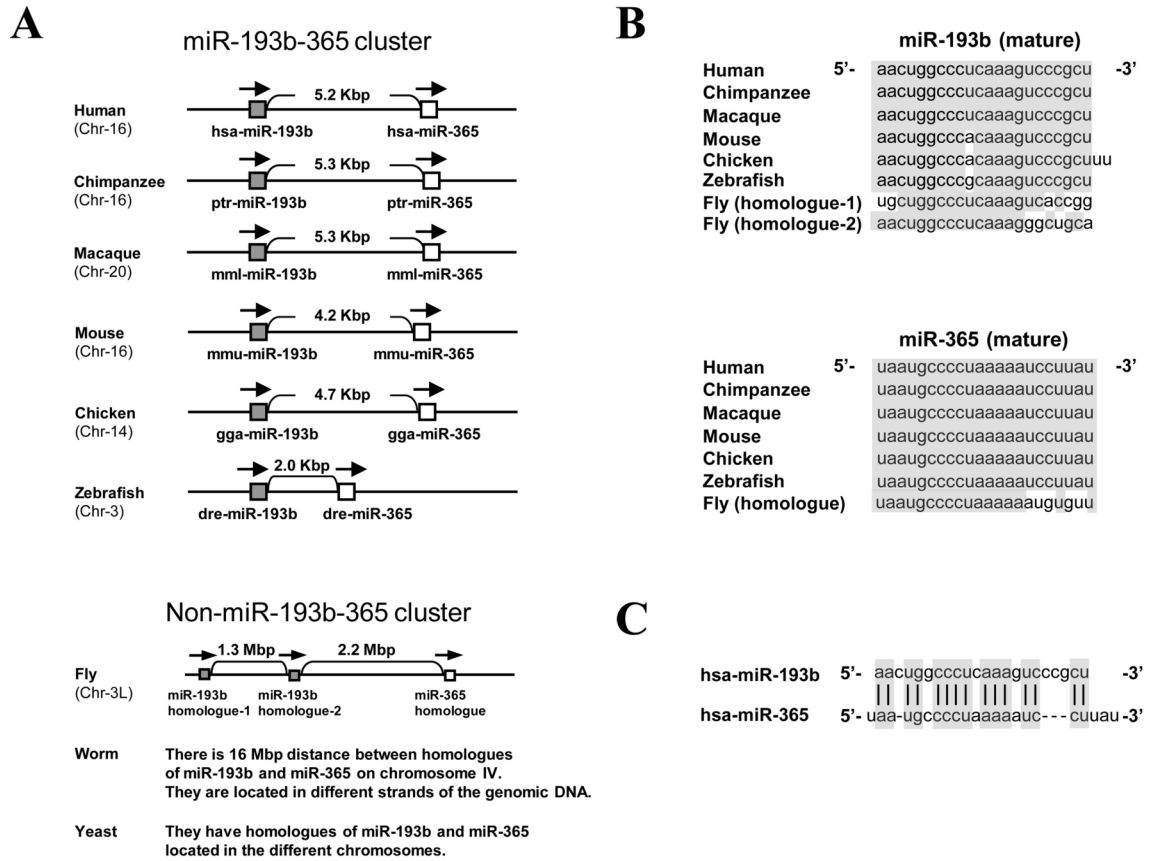 A
miR-193b-365 cluster
Human
(Chr-16)
5.2 Kbp
hsa-miR-193b
hsa-miR-365
Chimpanzee
(Chr-16)
5.3 Kbp
ptr-miR-193b
ptr-miR-365
Macaque
(Chr-20)
5.3 Kbp
mml-miR-193b
mml-miR-365
Mouse
(Chr-16)
4.2 Kbp
mmu-miR-193b
mmu-miR-365
Chicken
(Chr-14)
4.7 Kbp
gga-miR-193b
gga-miR-365
Zebrafish
(Chr-3)
2.0 Kbp
dre-miR-193b
dre-miR-365
Non-miR-193b-365 cluster
Fly
(Chr-3L)
1.3 Mbp
2.2 Mbp
miR-193b
homologue-1
miR-193b
homologue-2
miR-365
homologue
Worm
There is 16 Mbp distance between homologues
of miR-193b and miR-365 on chromosome IV.
They are located in different strands of the genomic DNA.
Yeast
They have homologues of miR-193b and miR-365
located in the different chromosomes.
B
miR-193b (mature)
Human 5’- aacuggcccucaaagucccgcu -3’
Chimpanzee aacuggcccucaaagucccgcu
Macaque aacuggcccucaaagucccgcu
Mouse aacuggcccacaaagucccgcu
Chicken aacuggcccacaaagucccgcuuu
Zebrafish aacuggcccgcaaagucccgcu
Fly (homologue-1) ugcuggcccucaaagucaccgg
Fly (homologue-2) aacuggcccucaaagggcugca
miR-365 (mature)
Human 5’- uaaugccccuaaaaauccuuau -3’
Chimpanzee uaaugccccuaaaaauccuuau
Macaque uaaugccccuaaaaauccuuau
Mouse uaaugccccuaaaaauccuuau
Chicken uaaugccccuaaaaauccuuau
Zebrafish uaaugccccuaaaaauccuuau
Fly (homologue) uaaugccccuaaaaaauguguu
C
hsa-miR-193b 5’- aacuggcccucaaagucccgcu -3’
hsa-miR-365 5’- uaa-ugccccuaaaaauc---cuuau -3’